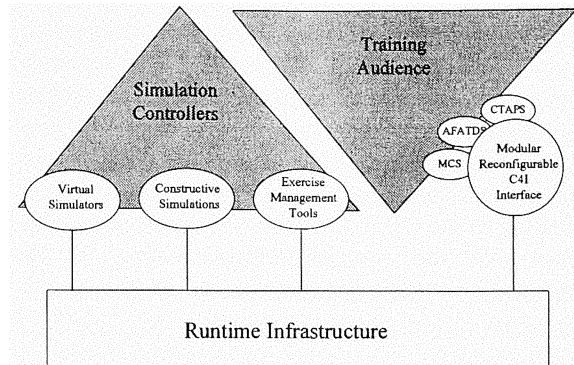 Training
Audience
Simulation
Controllers
CTAPS
AFATDS
MCS
Modular
Reconfigurable
C4I
Interface
Virtual
Simulators
Constructive
Simulations
Exercise
Management
Tools
Runtime Infrastructure